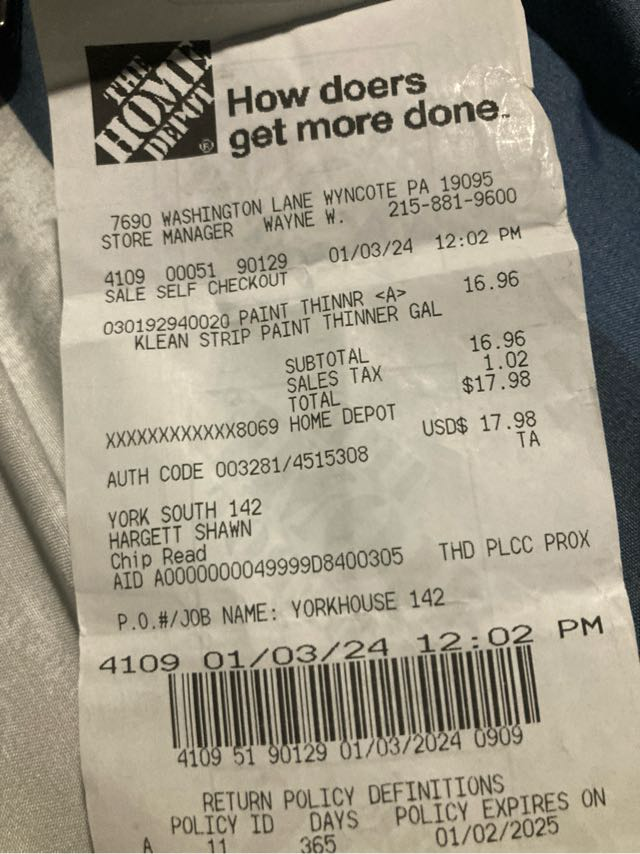 THE HOME DEPOT ®
How doers
get more done™
7690 WASHINGTON LANE WYNCOTE PA 19095
STORE MANAGER WAYNE W. 215-881-9600
4109 00051 90129 01/03/24 12:02 PM
SALE SELF CHECKOUT
030192940020 PAINT THINNR <A> 16.96
KLEAN STRIP PAINT THINNER GAL
SUBTOTAL 16.96
SALES TAX 1.02
TOTAL $17.98
XXXXXXXXXXXX8069 HOME DEPOT
USD$ 17.98
AUTH CODE 003281/4515308 TA
YORK SOUTH 142
HARGETT SHAWN
Chip Read
AID A0000000049999D8400305 THD PLCC PROX
P.O.#/JOB NAME: YORKHOUSE 142
4109 01/03/24 12:02 PM
4109 51 90129 01/03/2024 0909
RETURN POLICY DEFINITIONS
POLICY ID DAYS POLICY EXPIRES ON
A 11 365 01/02/2025